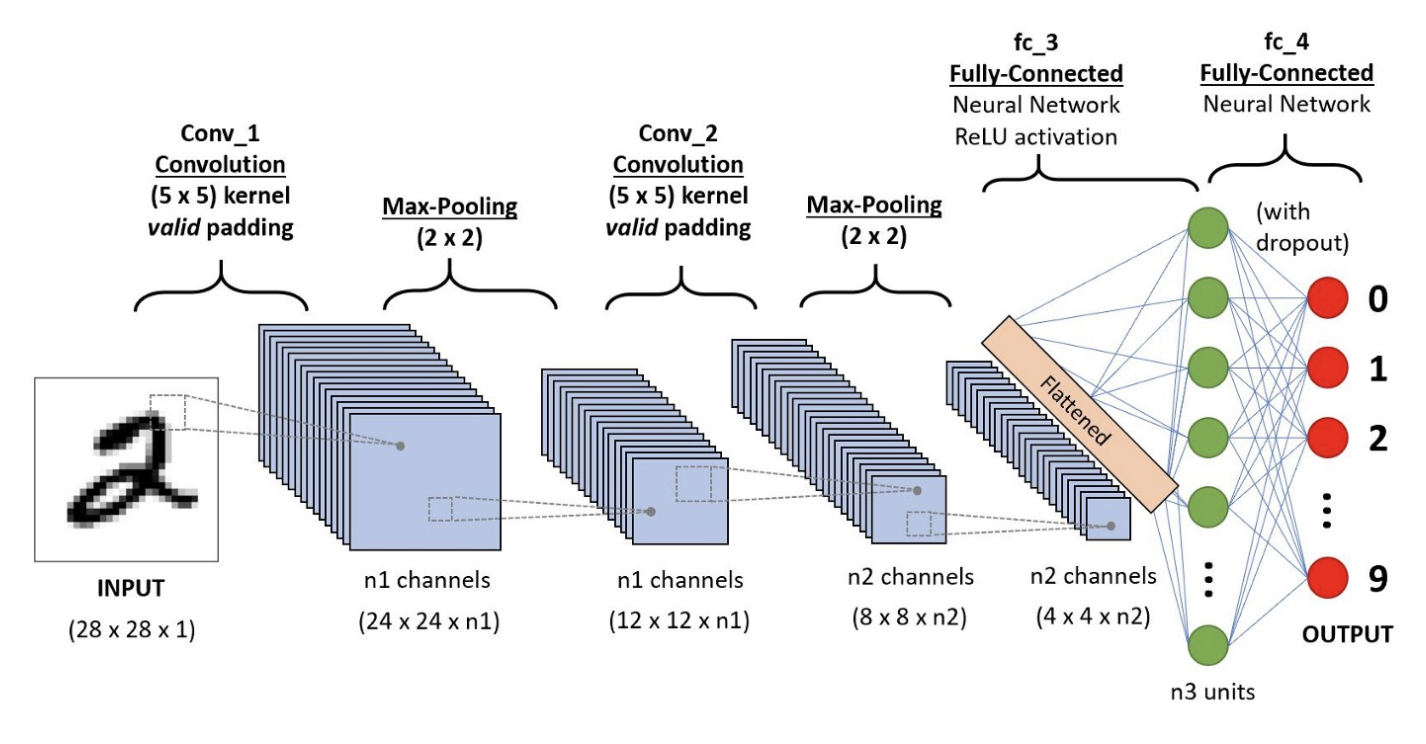 Conv_1
Convolution
(5 x 5) kernel
valid padding
Max-Pooling
(2 x 2)
Conv_2
Convolution
(5 x 5) kernel
valid padding
Max-Pooling
(2 x 2)
fc_3
Fully-Connected
Neural Network
ReLU activation
fc_4
Fully-Connected
Neural Network
(with
dropout)
INPUT
(28 x 28 x 1)
n1 channels
(24 x 24 x n1)
n1 channels
(12 x 12 x n1)
n2 channels
(8 x 8 x n2)
n2 channels
(4 x 4 x n2)
Flattened
n3 units
0
1
2
⋮
9
OUTPUT
2